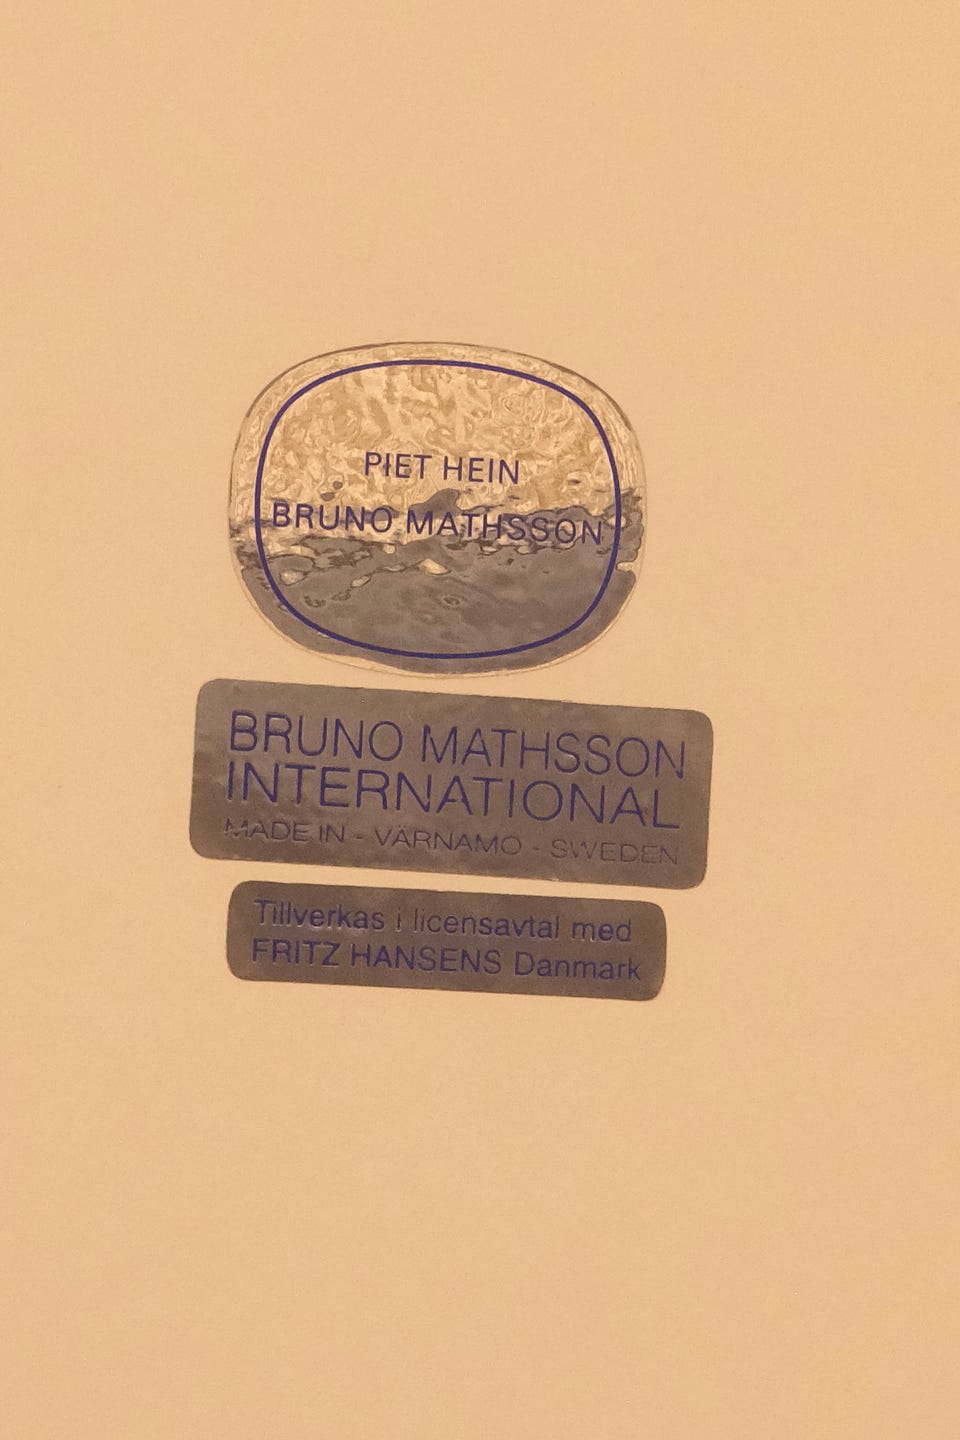 PIET HEIN
BRUNO MATHSSON
BRUNO MATHSSON
INTERNATIONAL
MADE IN - VÄRNAMO - SWEDEN
Tillverkas i licensavtal med
FRITZ HANSENS Danmark